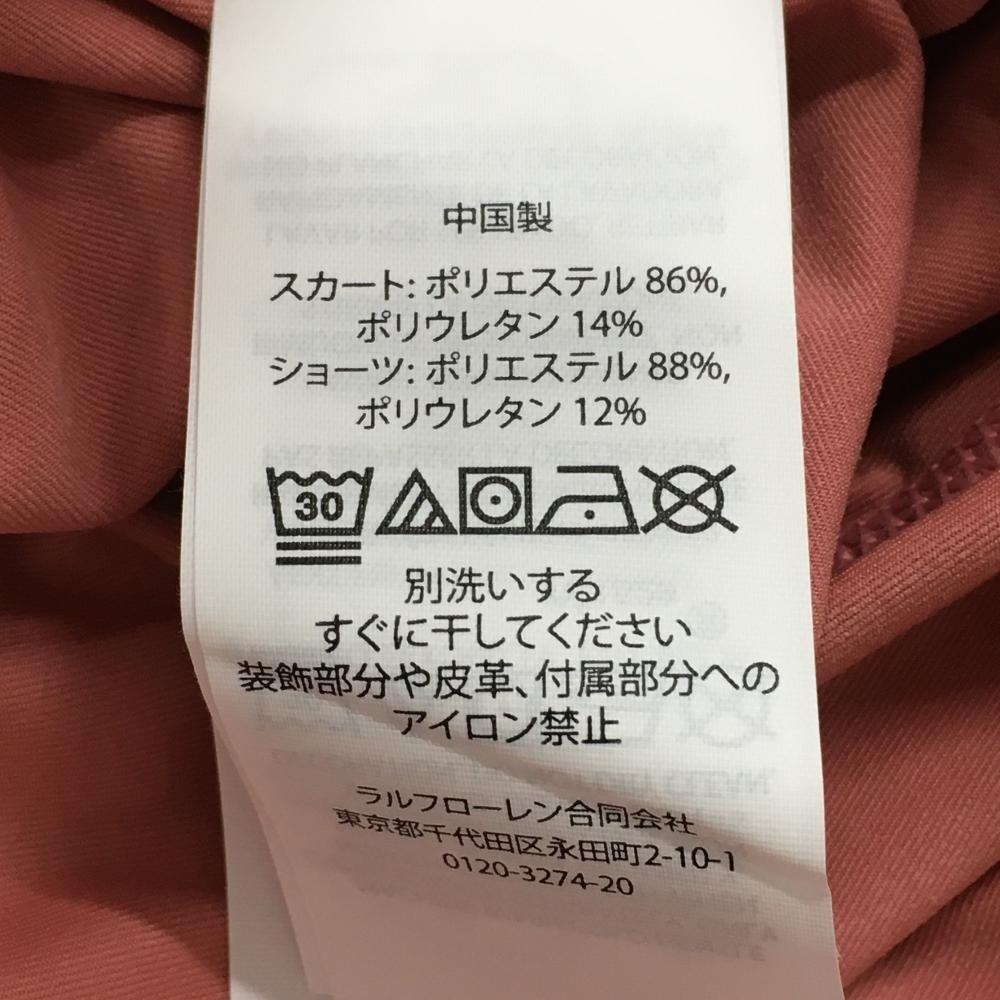 中国製
スカート: ポリエステル 86%,
ポリウレタン 14%
ショーツ: ポリエステル 88%,
ポリウレタン 12%
30
別洗いする
すぐに干してください
装飾部分や皮革、付属部分への
アイロン禁止
ラルフローレン合同会社
東京都千代田区永田町2-10-1
0120-3274-20